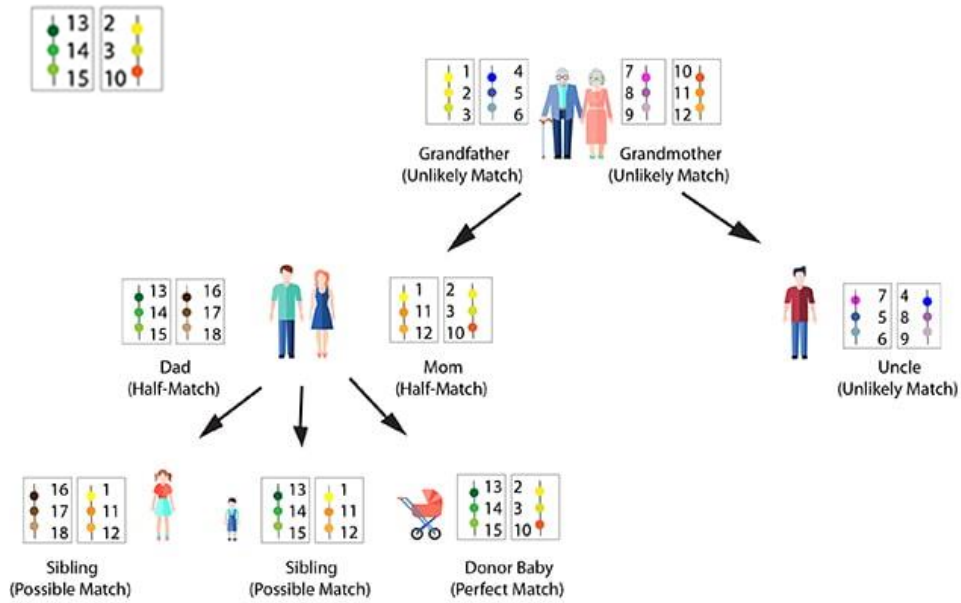 13 2
14 3
15 10
1 4 7 10
2 5 8 11
3 6 9 12
Grandfather
(Unlikely Match)
Grandmother
(Unlikely Match)
13 16
14 17
15 18
Dad
(Half-Match)
1 2
11 3
12 10
Mom
(Half-Match)
7 4
5 8
6 9
Uncle
(Unlikely Match)
16 1
17 11
18 12
Sibling
(Possible Match)
13 1
14 11
15 12
Sibling
(Possible Match)
13 2
14 3
15 10
Donor Baby
(Perfect Match)